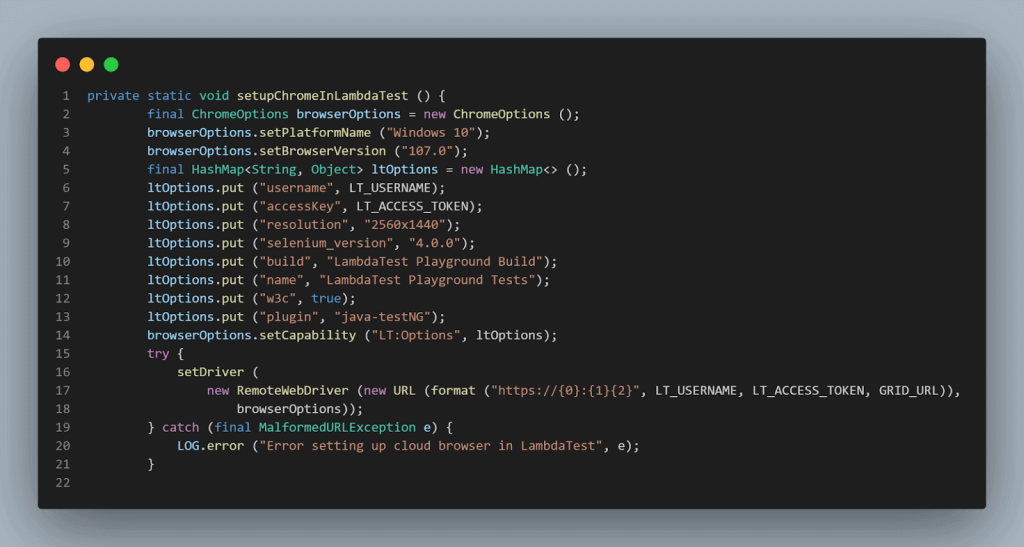 1 private static void setupChromeInLambdaTest () {
2         final ChromeOptions browserOptions = new ChromeOptions ();
3         browserOptions.setPlatformName ("Windows 10");
4         browserOptions.setBrowserVersion ("107.0");
5         final HashMap<String, Object> ltOptions = new HashMap<> ();
6         ltOptions.put ("username", LT_USERNAME);
7         ltOptions.put ("accessKey", LT_ACCESS_TOKEN);
8         ltOptions.put ("resolution", "2560x1440");
9         ltOptions.put ("selenium_version", "4.0.0");
10         ltOptions.put ("build", "LambdaTest Playground Build");
11         ltOptions.put ("name", "LambdaTest Playground Tests");
12         ltOptions.put ("w3c", true);
13         ltOptions.put ("plugin", "java-testNG");
14         browserOptions.setCapability ("LT:Options", ltOptions);
15         try {
16             setDriver (
17                 new RemoteWebDriver (new URL (format ("https://{0}:{1}{2}", LT_USERNAME, LT_ACCESS_TOKEN, GRID_URL)),
18                     browserOptions));
19         } catch (final MalformedURLException e) {
20             LOG.error ("Error setting up cloud browser in LambdaTest", e);
21         }
22